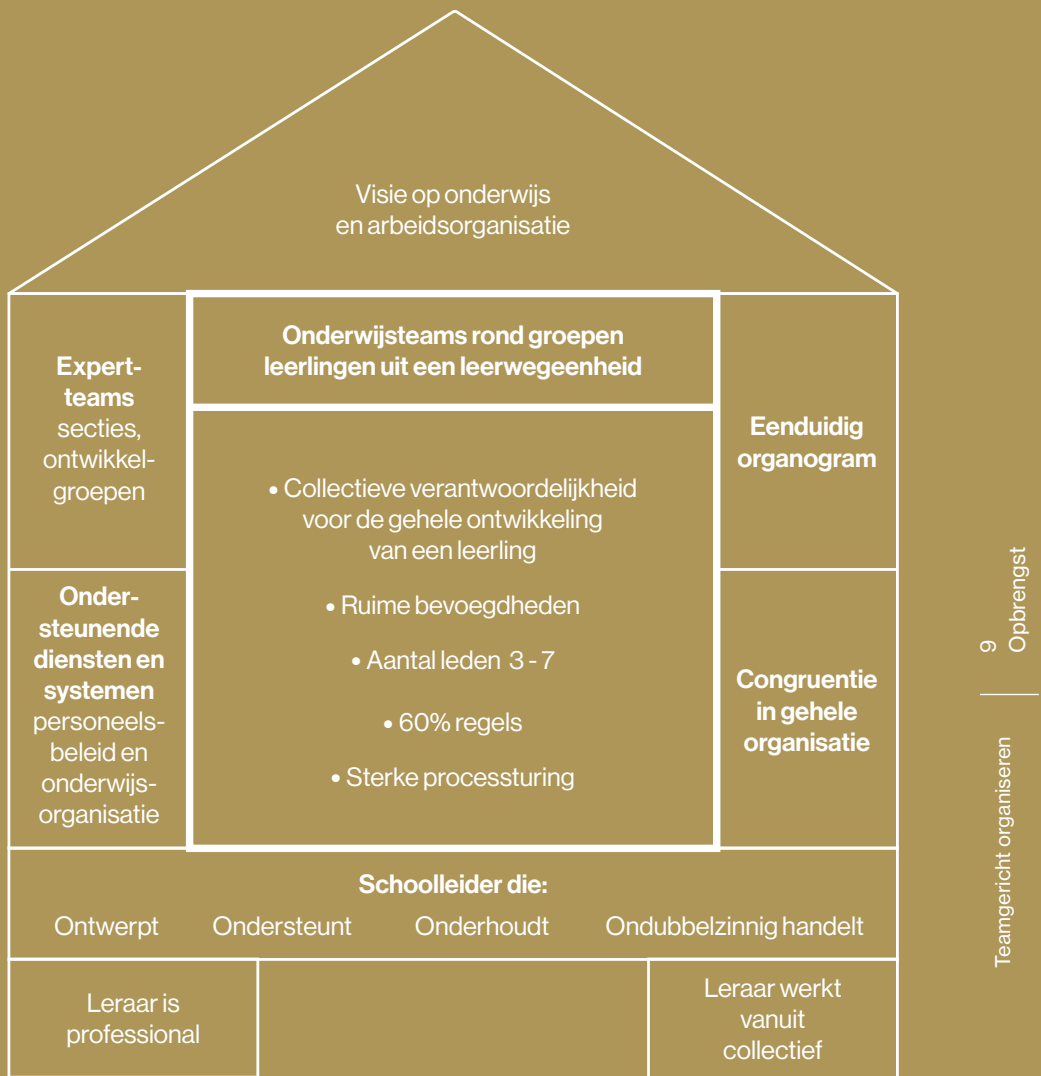 Visie op onderwijs
en arbeidsorganisatie
Expert-
teams
secties,
ontwikkel-
groepen
Onderwijsteams rond groepen
leerlingen uit een leerwegeenheid
Eenduidig
organogram
• Collectieve verantwoordelijkheid
voor de gehele ontwikkeling
van een leerling
• Ruime bevoegdheden
• Aantal leden 3 - 7
• 60% regels
• Sterke processturing
Onder-
steunende
diensten en
systemen
personeels-
beleid en
onderwijs-
organisatie
Congruentie
in gehele
organisatie
Schoolleider die:
Ontwerpt Ondersteunt Onderhoudt Ondubbelzinnig handelt
Leraar is
professional
Leraar werkt
vanuit
collectief
9
Opbrengst
Teamgericht organiseren